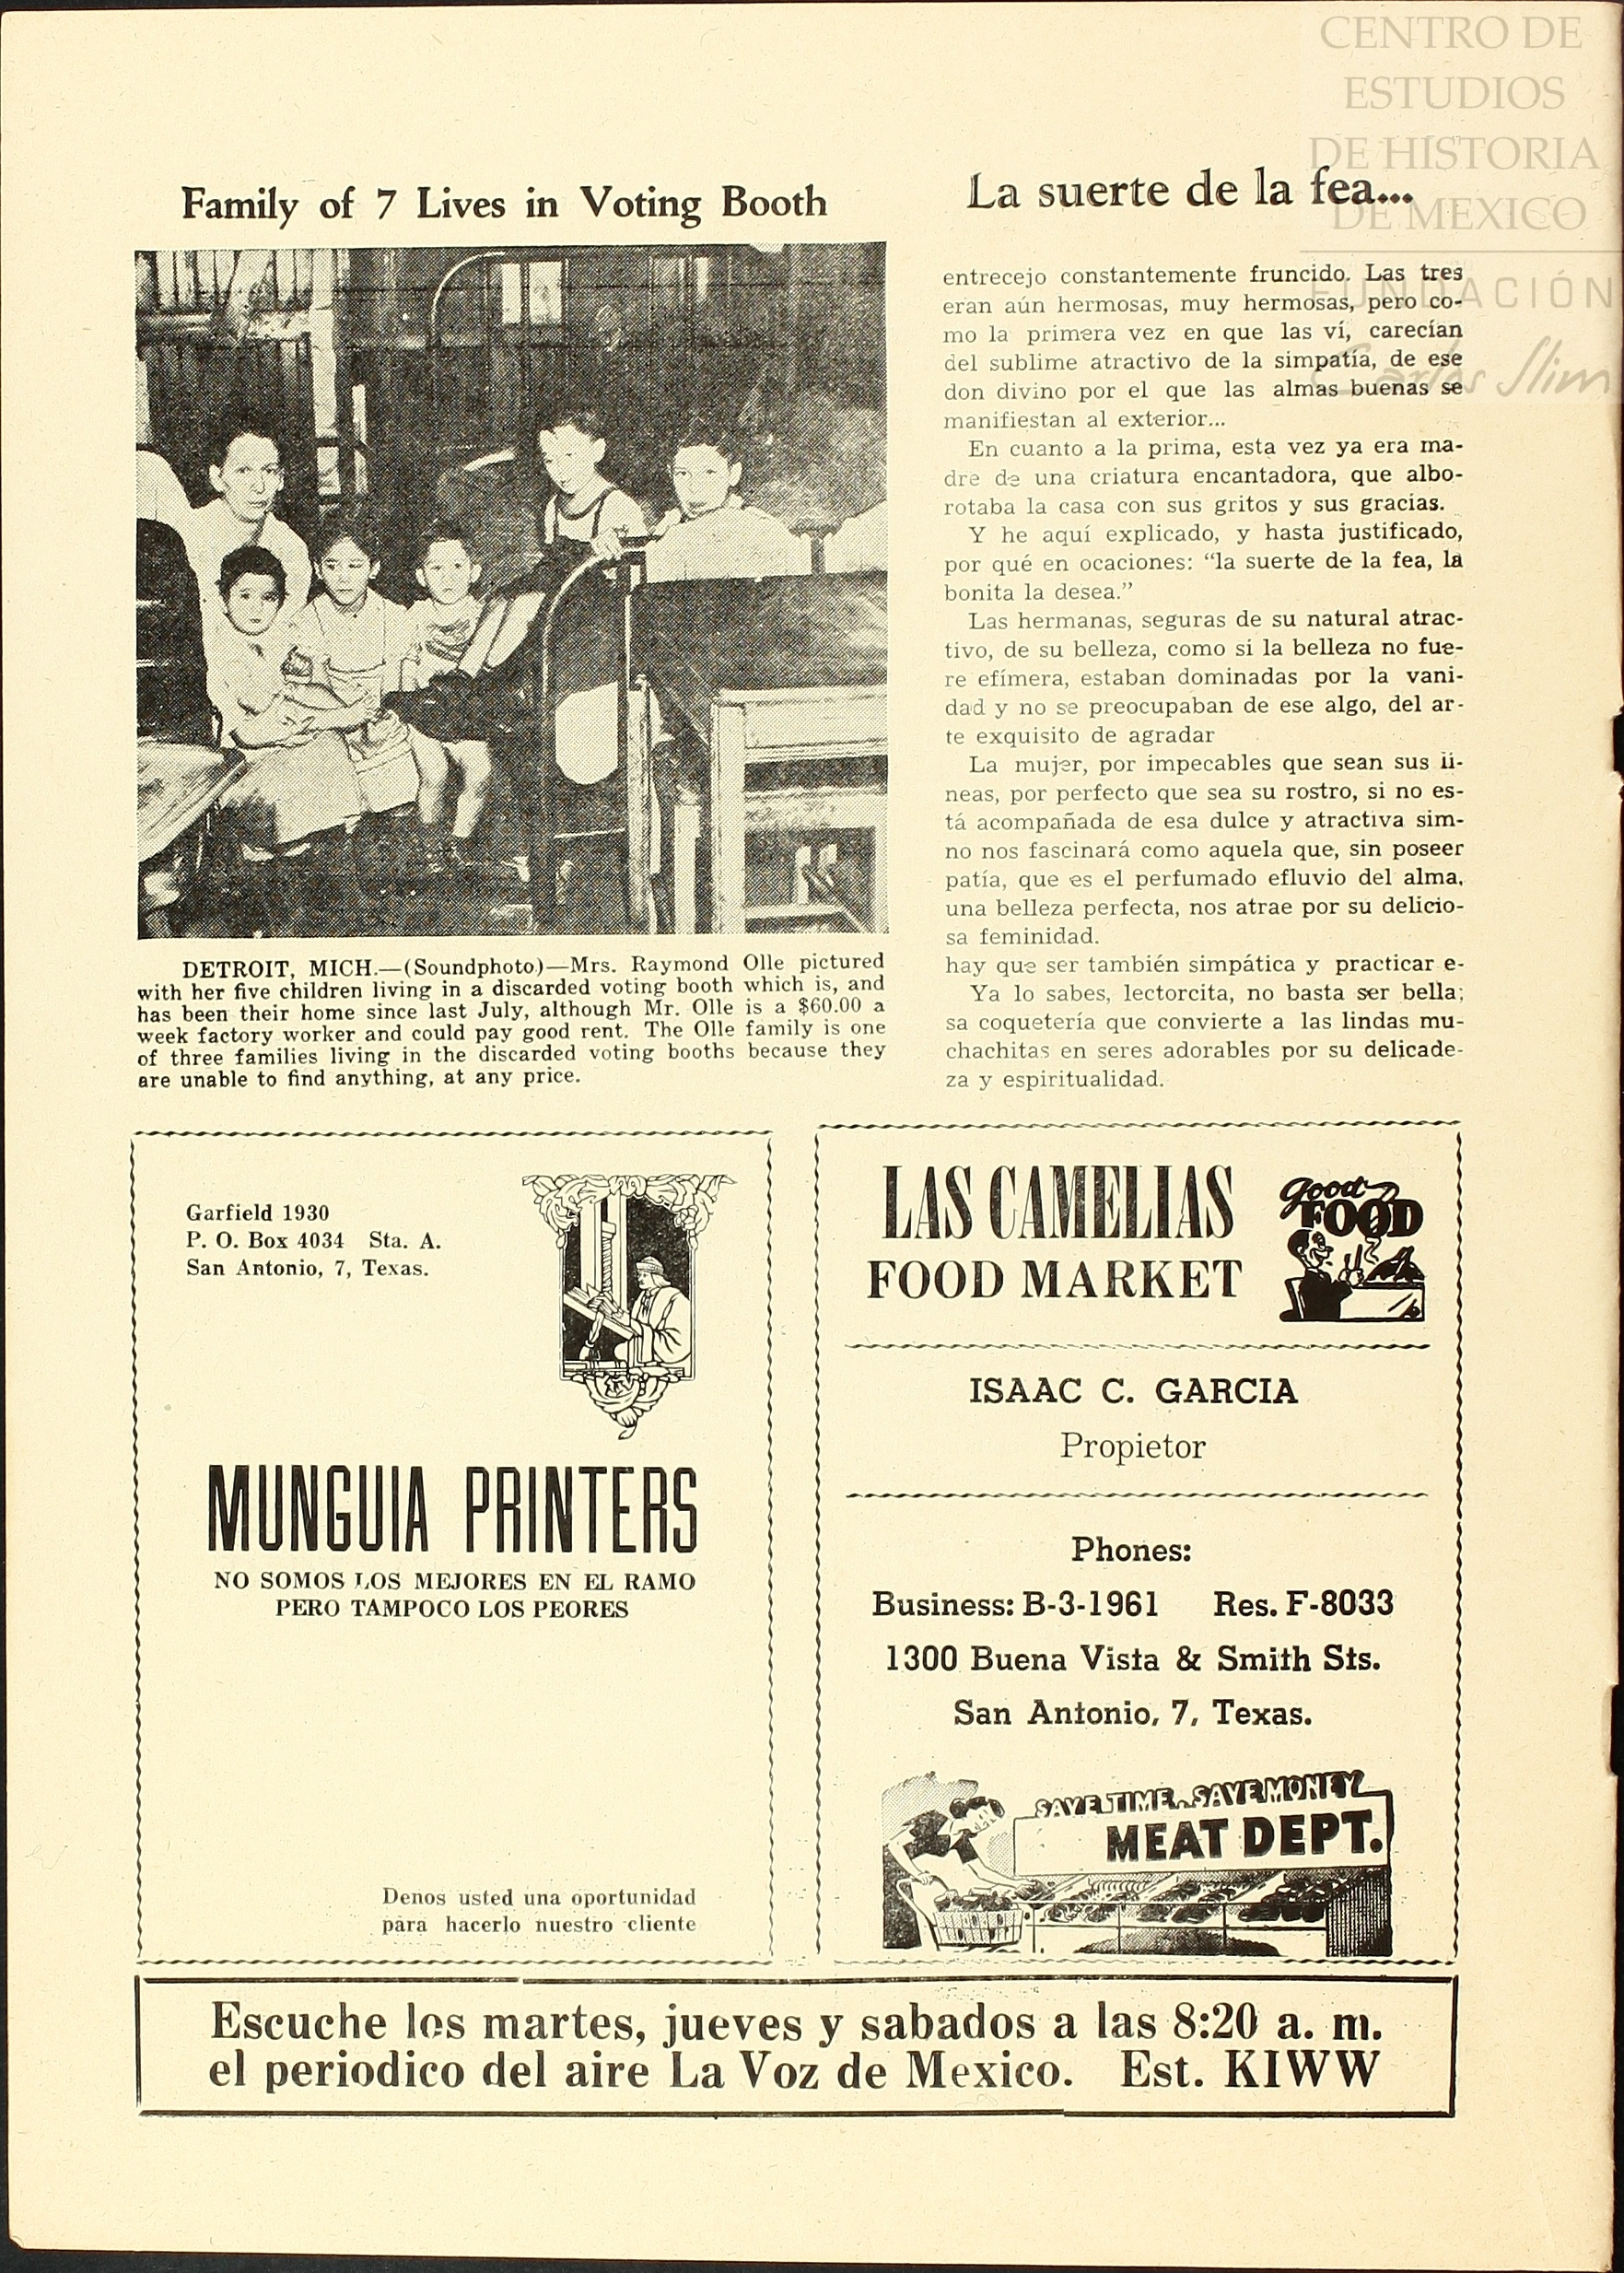 CENTRO DE
ESTUDIOS
DE HISTORIA
DE MEXICO
FUNDACIÓN
Carlos Slim
Family of 7 Lives in Voting Booth
DETROIT, MICH.—(Soundphoto)—Mrs. Raymond Olle pictured
with her five children living in a discarded voting booth which is, and
has been their home since last July, although Mr. Olle is a $60.00 a
week factory worker and could pay good rent. The Olle family is one
of three families living in the discarded voting booths because they
are unable to find anything, at any price.
La suerte de la fea...
entrecejo constantemente fruncido. Las tres
eran aún hermosas, muy hermosas, pero co-
mo la primera vez en que las ví, carecían
del sublime atractivo de la simpatía, de ese
don divino por el que las almas buenas se
manifiestan al exterior...
En cuanto a la prima, esta vez ya era ma-
dre de una criatura encantadora, que albo-
rotaba la casa con sus gritos y sus gracias.
Y he aquí explicado, y hasta justificado,
por qué en ocaciones: “la suerte de la fea, la
bonita la desea.”
Las hermanas, seguras de su natural atrac-
tivo, de su belleza, como si la belleza no fue-
re efímera, estaban dominadas por la vani-
dad y no se preocupaban de ese algo, del ar-
te exquisito de agradar
La mujer, por impecables que sean sus lí-
neas, por perfecto que sea su rostro, si no es-
tá acompañada de esa dulce y atractiva sim-
no nos fascinará como aquela que, sin poseer
patía, que es el perfumado efluvio del alma,
una belleza perfecta, nos atrae por su delicio-
sa feminidad.
hay que ser también simpática y practicar e-
Ya lo sabes, lectorcita, no basta ser bella;
sa coquetería que convierte a las lindas mu-
chachitas en seres adorables por su delicade-
za y espiritualidad.
Garfield 1930
P. O. Box 4034 Sta. A.
San Antonio, 7, Texas.
MUNGUIA PRINTERS
NO SOMOS LOS MEJORES EN EL RAMO
PERO TAMPOCO LOS PEORES
Denos usted una oportunidad
para hacerlo nuestro cliente
LAS CAMELIAS
FOOD MARKET
Good
FOOD
ISAAC C. GARCIA
Propietor
Phones:
Business: B-3-1961 Res. F-8033
1300 Buena Vista & Smith Sts.
San Antonio, 7, Texas.
SAVE TIME.. SAVE MONEY
MEAT DEPT.
Escuche los martes, jueves y sabados a las 8:20 a. m.
el periodico del aire La Voz de Mexico. Est. KIWW